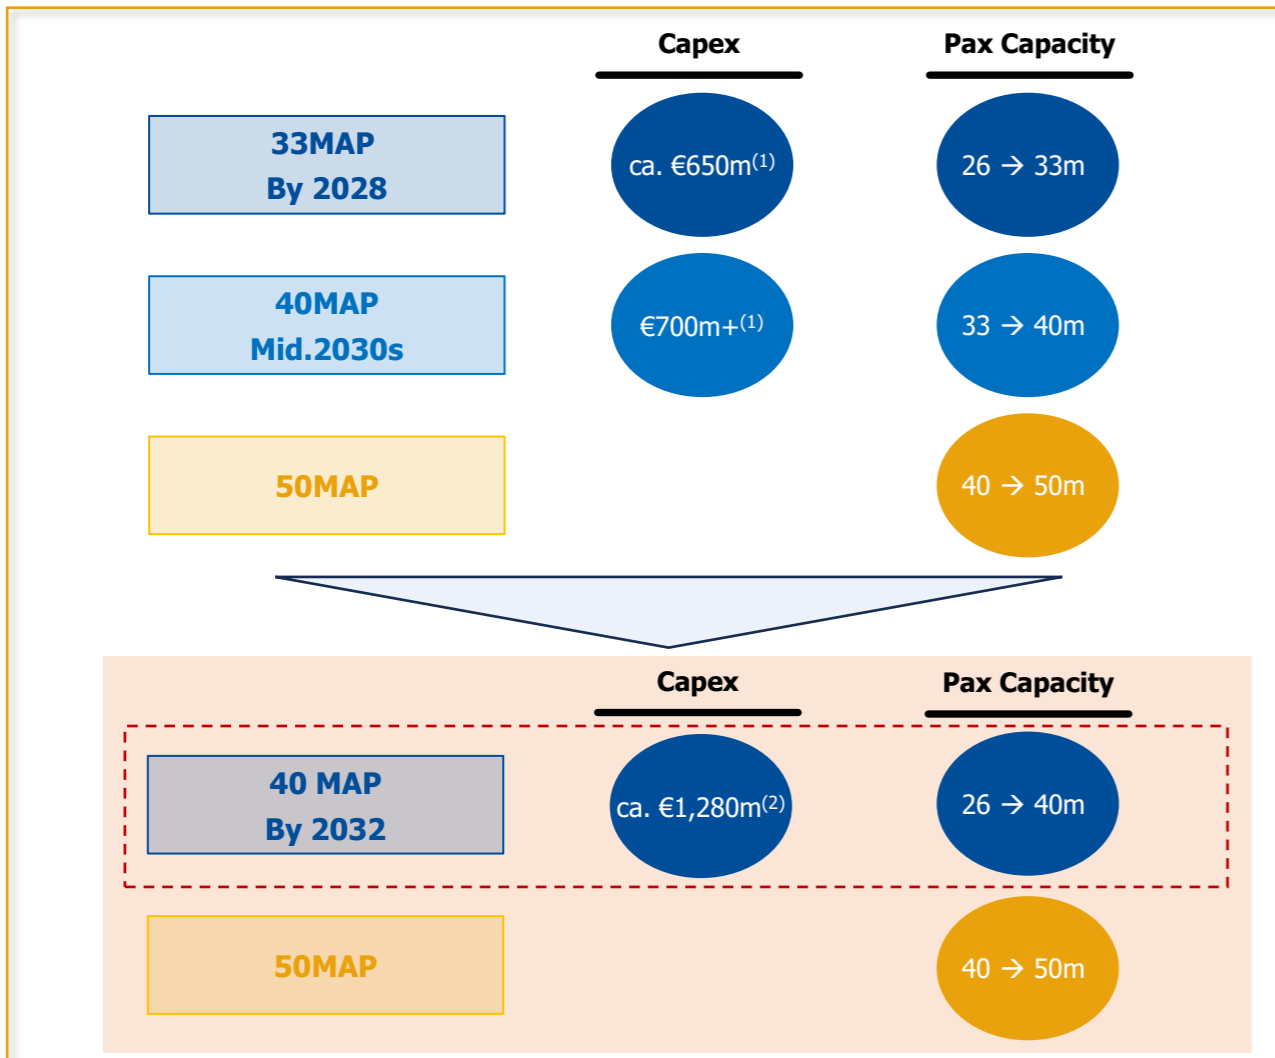 Capex
Pax Capacity
33MAP
By 2028
ca. €650m(1)
26 → 33m
40MAP
Mid.2030s
€700m+(1)
33 → 40m
50MAP
40 → 50m
Capex
Pax Capacity
40 MAP
By 2032
ca. €1,280m(2)
26 → 40m
50MAP
40 → 50m